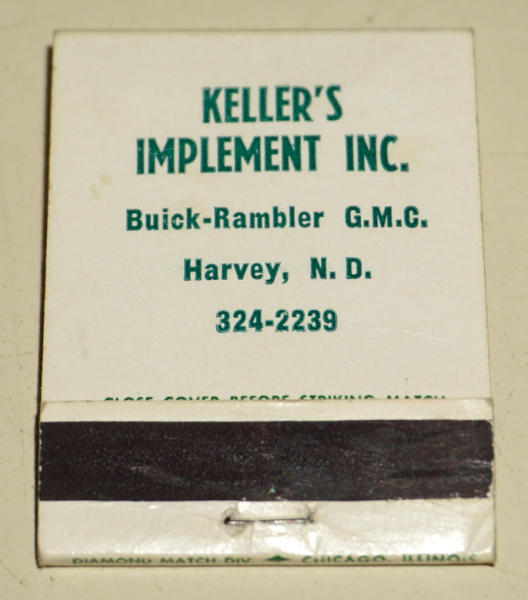 KELLER'S
IMPLEMENT INC.
Buick-Rambler G.M.C.
Harvey, N. D.
324-2239
CLOSE COVER BEFORE STRIKING MATCH
DIAMOND MATCH DIV. CHICAGO, ILLINOIS